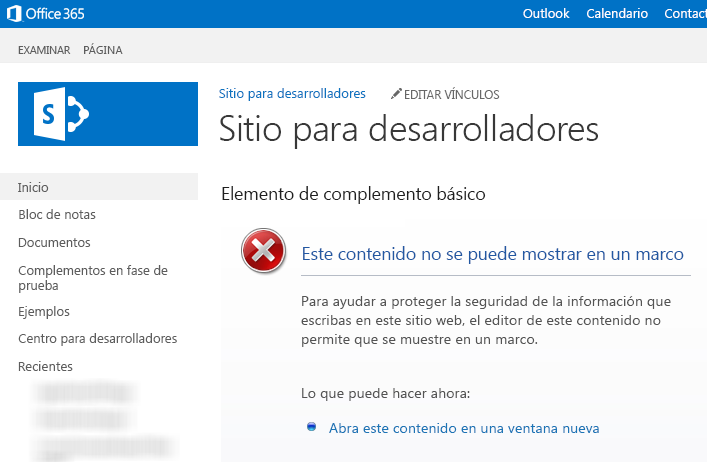 Office 365
Outlook Calendario Contact
EXAMINAR PÁGINA
S
Sitio para desarrolladores EDITAR VÍNCULOS
Sitio para desarrolladores
Inicio
Bloc de notas
Documentos
Complementos en fase de
prueba
Ejemplos
Centro para desarrolladores
Recientes
Elemento de complemento básico
Este contenido no se puede mostrar en un marco
Para ayudar a proteger la seguridad de la información que
escribas en este sitio web, el editor de este contenido no
permite que se muestre en un marco.
Lo que puede hacer ahora:
Abra este contenido en una ventana nueva